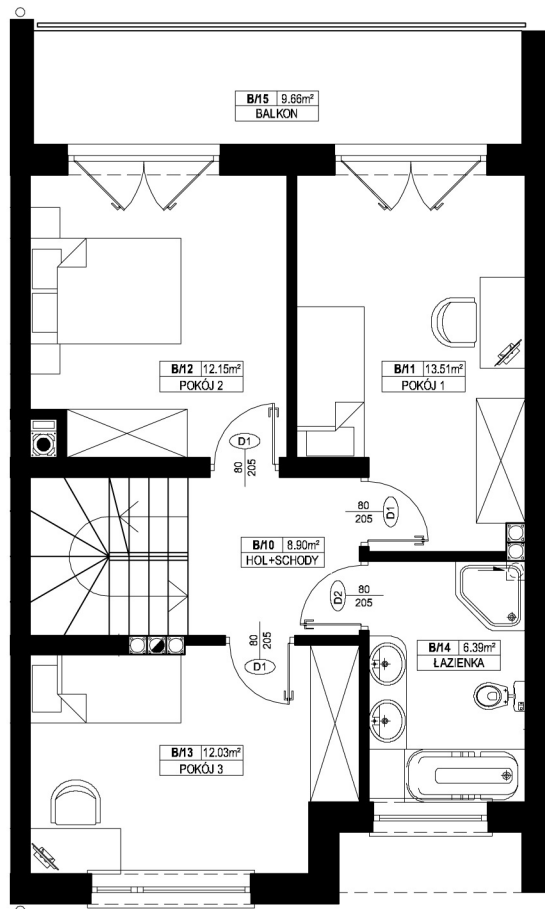 B/15 9.66m²
BALKON
B/12 12.15m²
POKÓJ 2
B/11 13.51m²
POKÓJ 1
D1
80
205
80
205
D1
B/10 8.90m²
HOL+SCHODY
D2
80
205
80
205
D1
B/14 6.39m²
ŁAZIENKA
B/13 12.03m²
POKÓJ 3